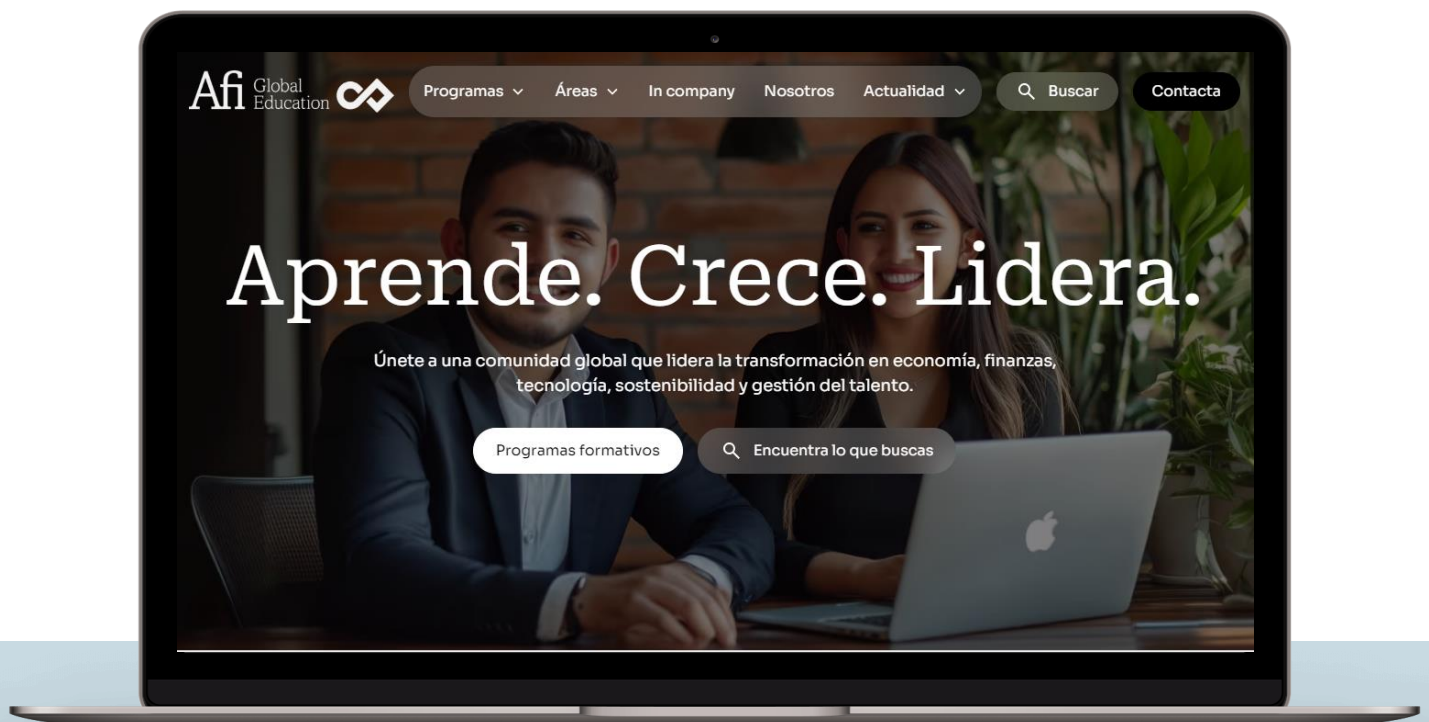 Afi Global Education
Programas
Áreas
In company
Nosotros
Actualidad
Buscar
Contacta
Aprende. Crece. Lidera.
Únete a una comunidad global que lidera la transformación en economía, finanzas,
tecnología, sostenibilidad y gestión del talento.
Programas formativos
Encuentra lo que buscas